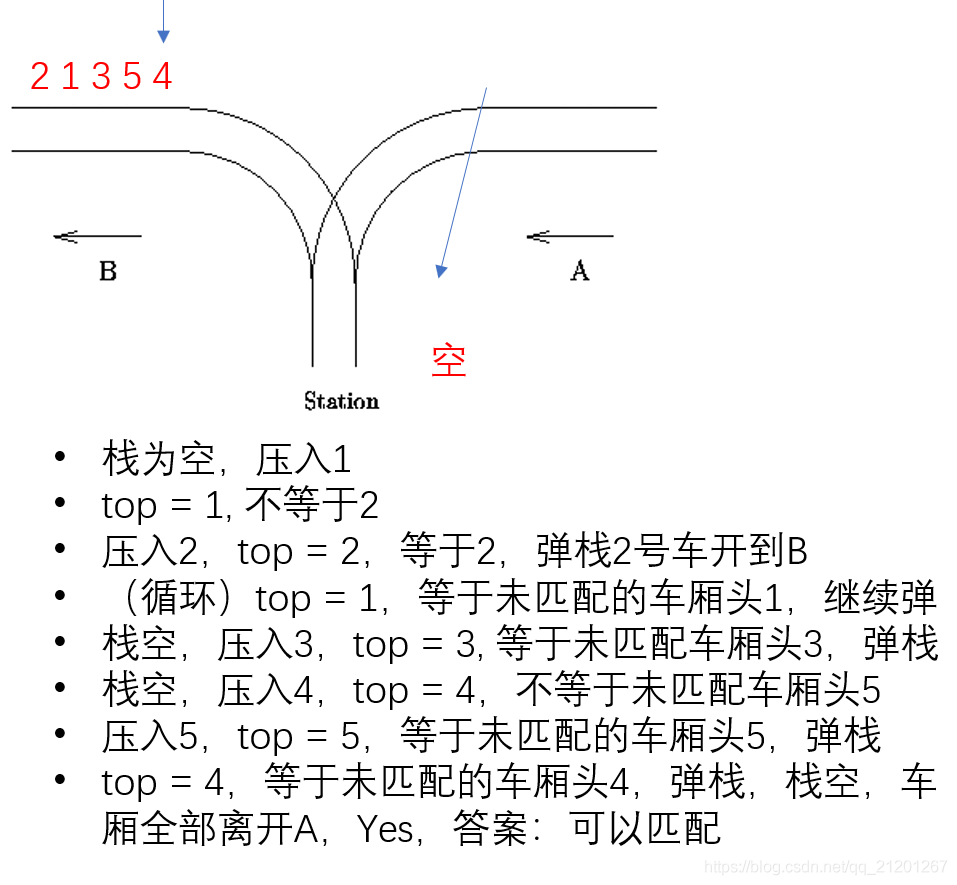 2 1 3 5 4
B
A
空
Station
• 栈为空，压入1
• top = 1, 不等于2
• 压入2，top = 2，等于2，弹栈2号车开到B
• （循环）top = 1，等于未匹配的车厢头1，继续弹
• 栈空，压入3，top = 3, 等于未匹配车厢头3，弹栈
• 栈空，压入4，top = 4，不等于未匹配车厢头5
• 压入5，top = 5，等于未匹配的车厢头5，弹栈
• top = 4，等于未匹配的车厢头4，弹栈，栈空，车
厢全部离开A，Yes，答案：可以匹配
https://blog.csdn.net/qq_21201267